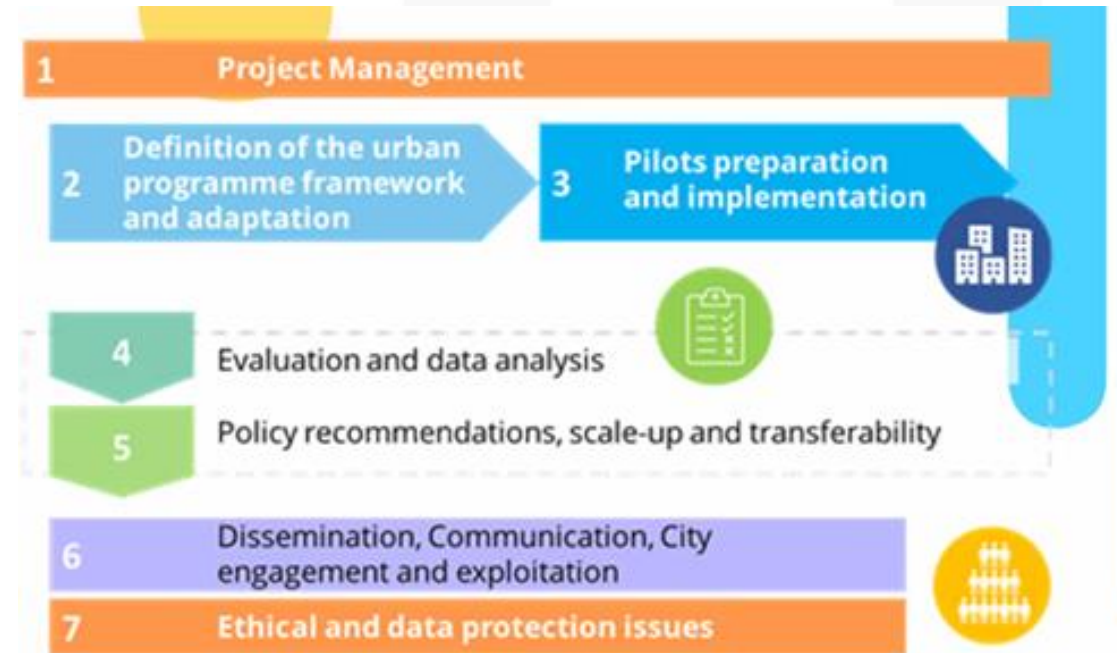 1 Project Management
2 Definition of the urban
programme framework
and adaptation
3 Pilots preparation
and implementation
4 Evaluation and data analysis
5 Policy recommendations, scale-up and transferability
6 Dissemination, Communication, City
engagement and exploitation
7 Ethical and data protection issues